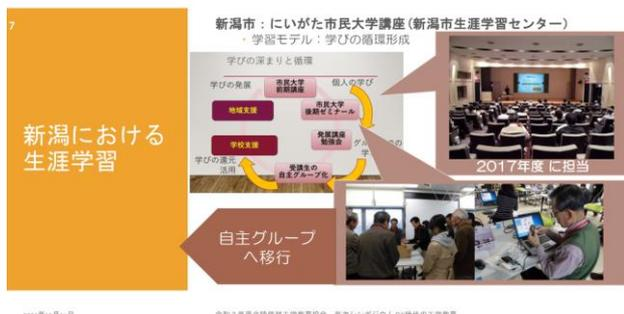 7
新潟市：にいがた市民大学講座(新潟市生涯学習センター)
・学習モデル：学びの循環形成
新潟における
生涯学習
学びの深まりと循環
学びの発展
市民大学
前期講座
個人の学び
地域支援
市民大学
後期ゼミナール
学校支援
発展講座
勉強会
学びの還元
活用
受講生の
自主グループ化
2017年度 に担当
自主グループ
へ移行